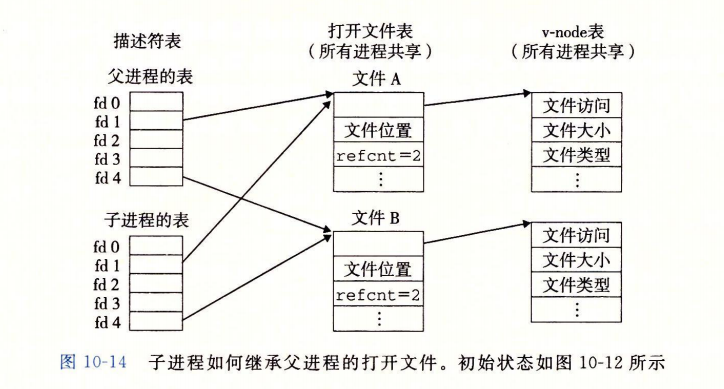 描述符表
打开文件表
（所有进程共享）
v-node表
（所有进程共享）
父进程的表
fd 0
fd 1
fd 2
fd 3
fd 4
文件 A
文件位置
refcnt=2
⋮
文件访问
文件大小
文件类型
⋮
子进程的表
fd 0
fd 1
fd 2
fd 3
fd 4
文件 B
文件位置
refcnt=2
⋮
文件访问
文件大小
文件类型
⋮
图 10-14 子进程如何继承父进程的打开文件。初始状态如图 10-12 所示